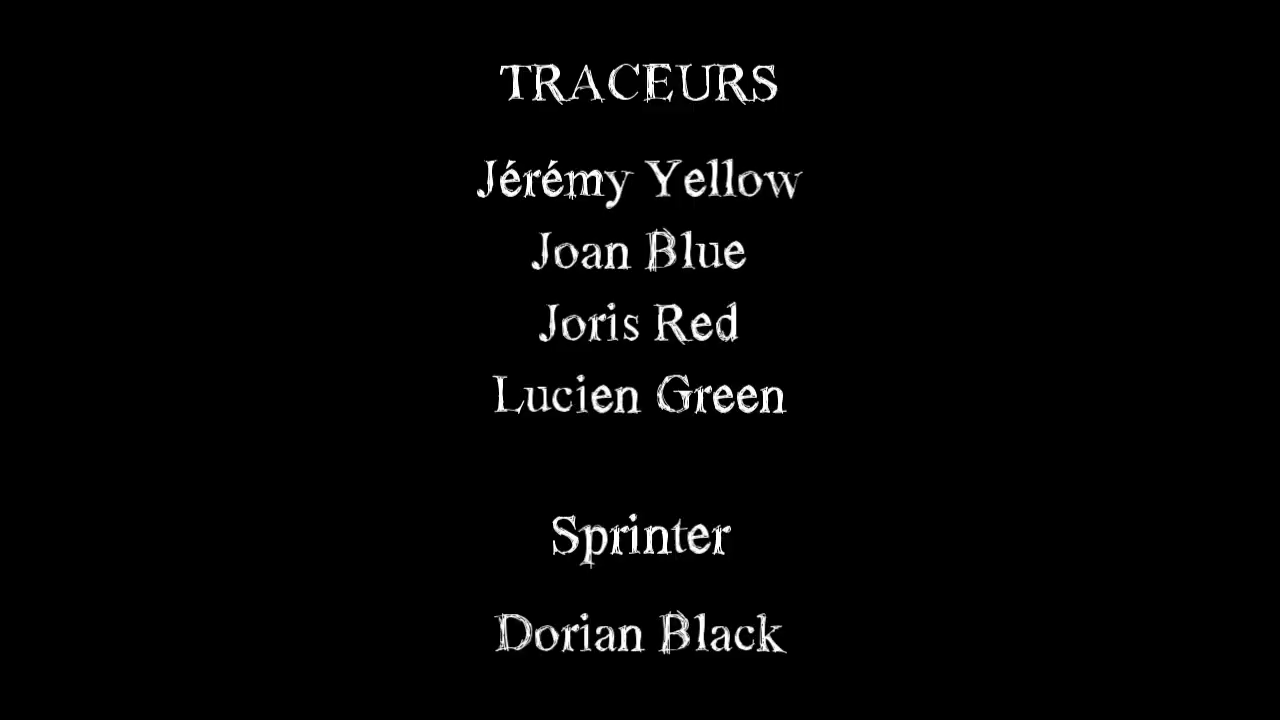 TRACEURS
Jérémy Yellow
Joan Blue
Joris Red
Lucien Green
Sprinter
Dorian Black